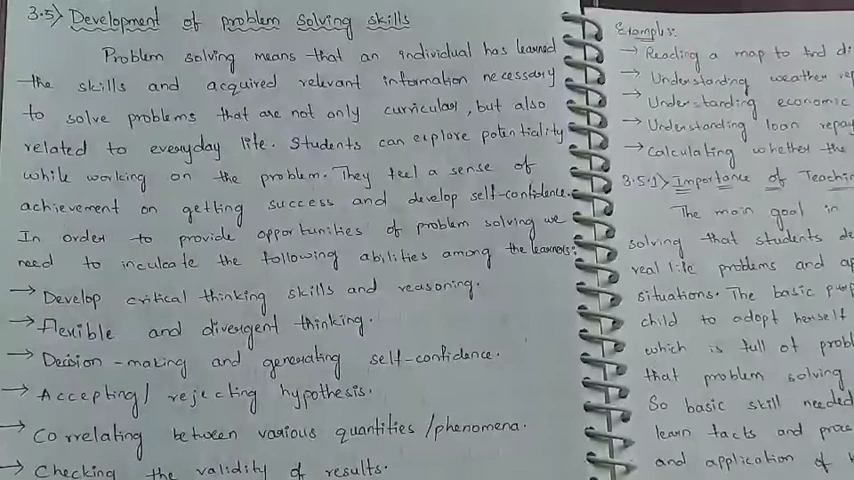 3.5) Development of problem solving skills
Problem solving means that an individual has learned
the skills and acquired relevant information necessary
to solve problems that are not only curricular, but also
related to everyday life. Students can explore potentiality
while working on the problem. They feel a sense of
achievement on getting success and develop self-confidence.
In order to provide opportunities of problem solving we
need to inculcate the following abilities among the learners:
→ Develop critical thinking skills and reasoning.
→ Flexible and divergent thinking.
→ Decision-making and generating self-confidence.
→ Accepting/ rejecting hypothesis.
→ Correlating between various quantities/phenomena.
→ Checking the validity of results.
Examples:
→ Reading a map to find
→ Understanding weather
→ Understanding economic
→ Understanding loan
→ Calculating whether the
3.5.1) Importance of
The main goal in
solving that students
real life problems and
situations. The basic
child to adopt herself
which is full of
that problem solving
So basic skill needed
learn facts and
and application of